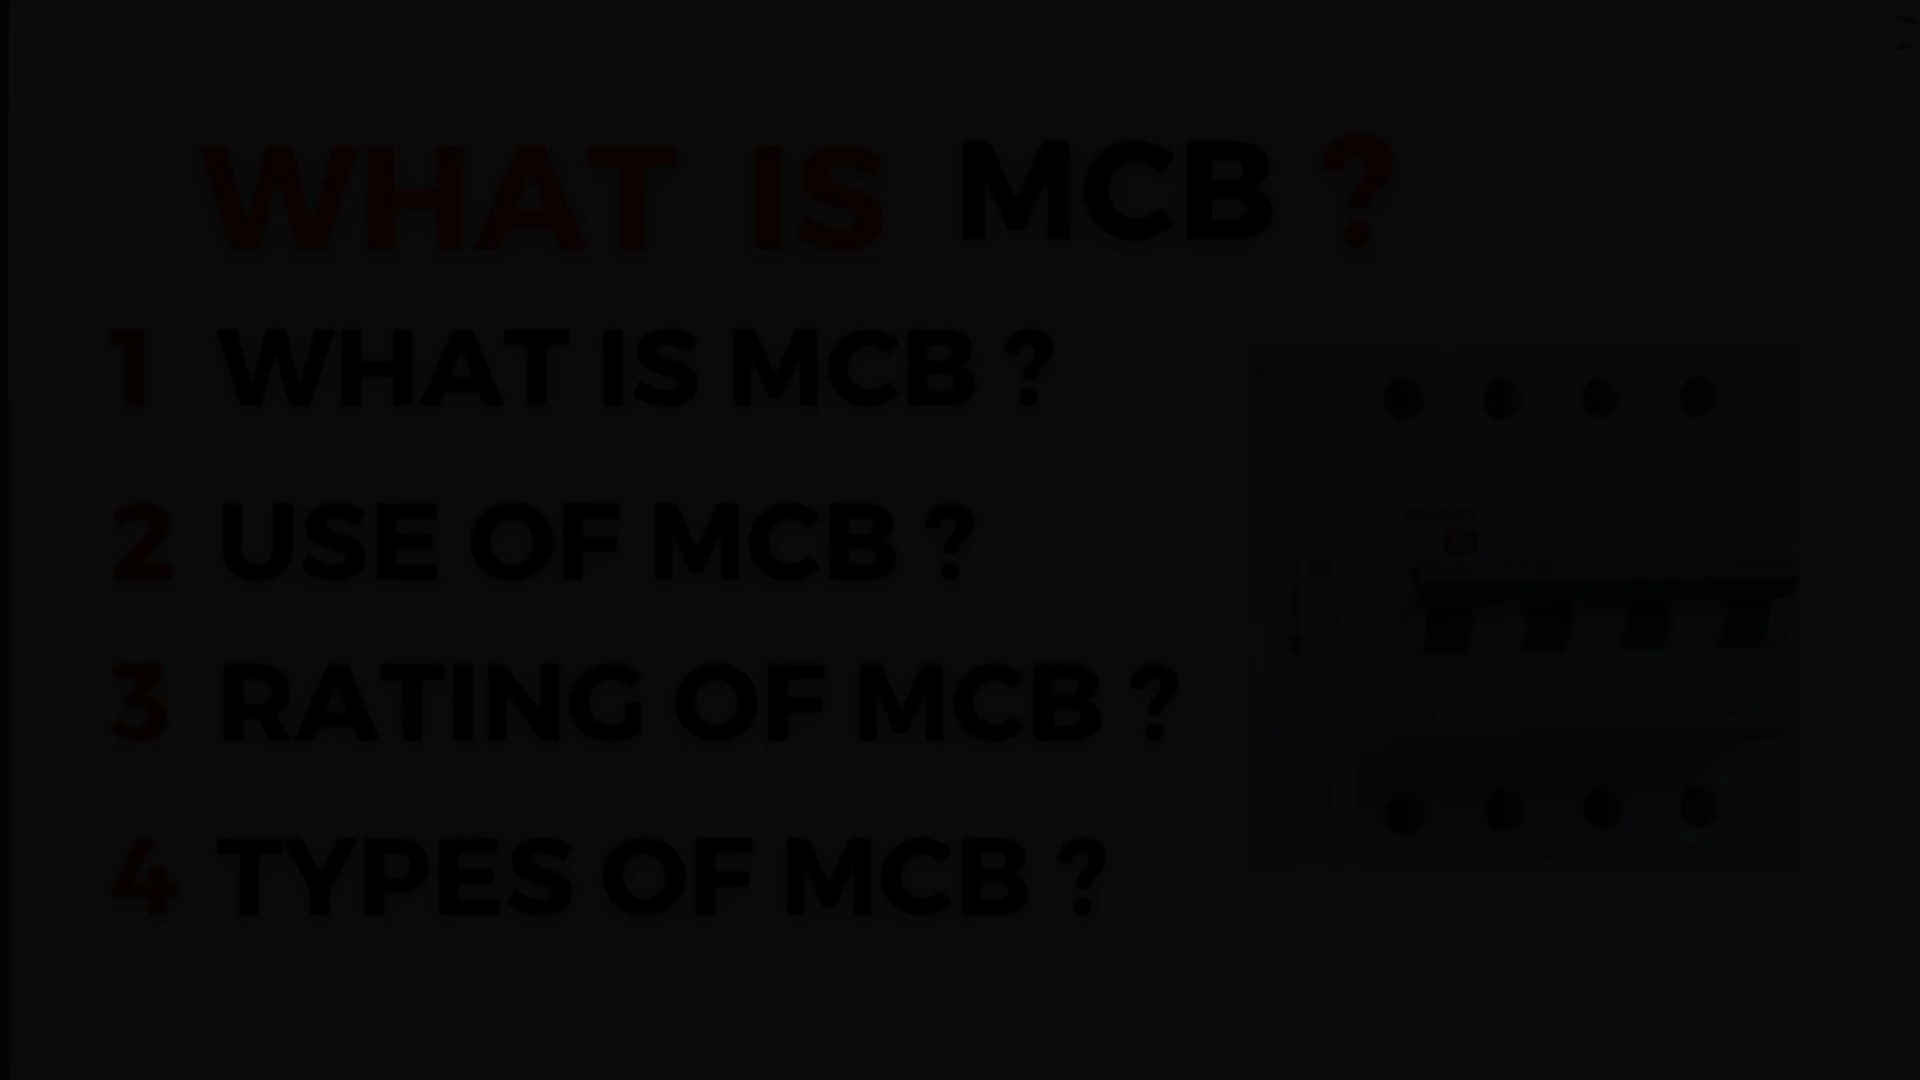 WHAT IS MCB ?
1 WHAT IS MCB ?
2 USE OF MCB ?
3 RATING OF MCB ?
4 TYPES OF MCB ?